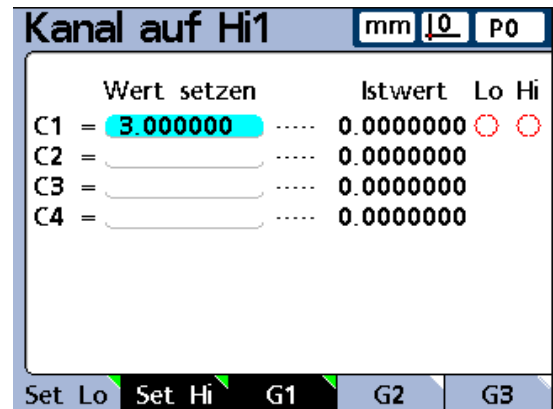 Kanal auf Hi1 mm 0 P0
Wert setzen Istwert Lo Hi
C1 = 3.000000 ..... 0.0000000
C2 = ..... 0.0000000
C3 = ..... 0.0000000
C4 = ..... 0.0000000
Set Lo Set Hi G1 G2 G3